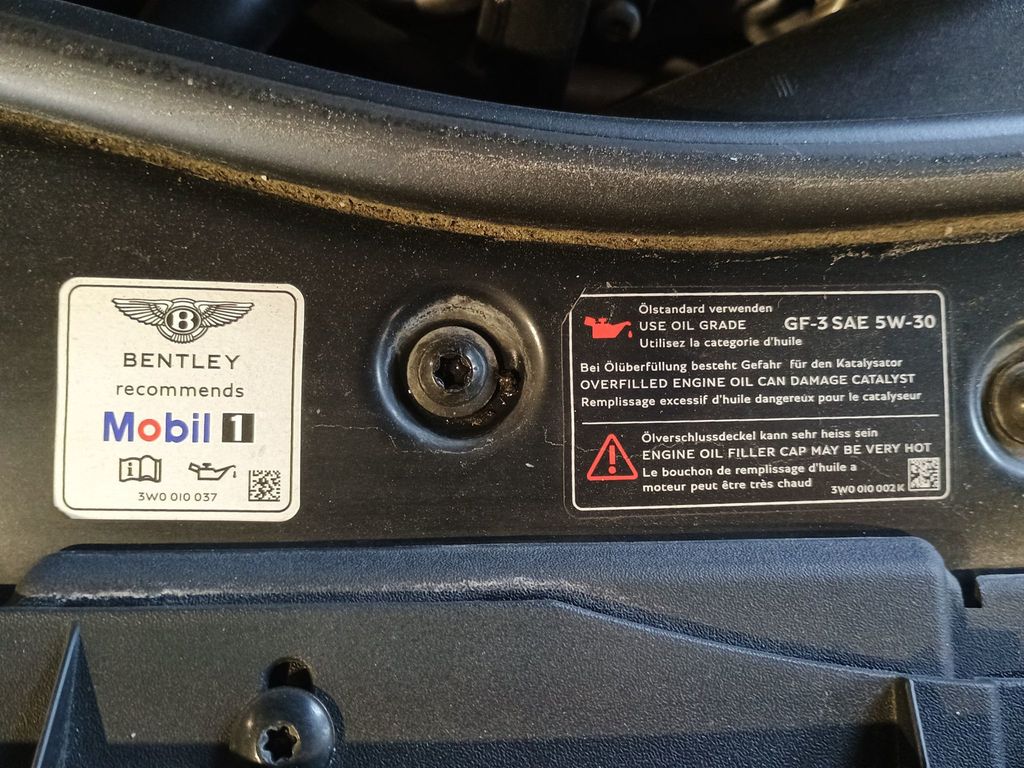 B
BENTLEY
recommends
Mobil 1
i
3W0 010 037
Ölstandard verwenden
USE OIL GRADE GF-3 SAE 5W-30
Utilisez la categorie d'huile
Bei Ölüberfüllung besteht Gefahr für den Katalysator
OVERFILLED ENGINE OIL CAN DAMAGE CATALYST
Remplissage excessif d'huile dangereux pour le catalyseur
Ölverschlussdeckel kann sehr heiss sein
ENGINE OIL FILLER CAP MAY BE VERY HOT
Le bouchon de remplissage d'huile a
moteur peut être très chaud
3W0 010 002 K